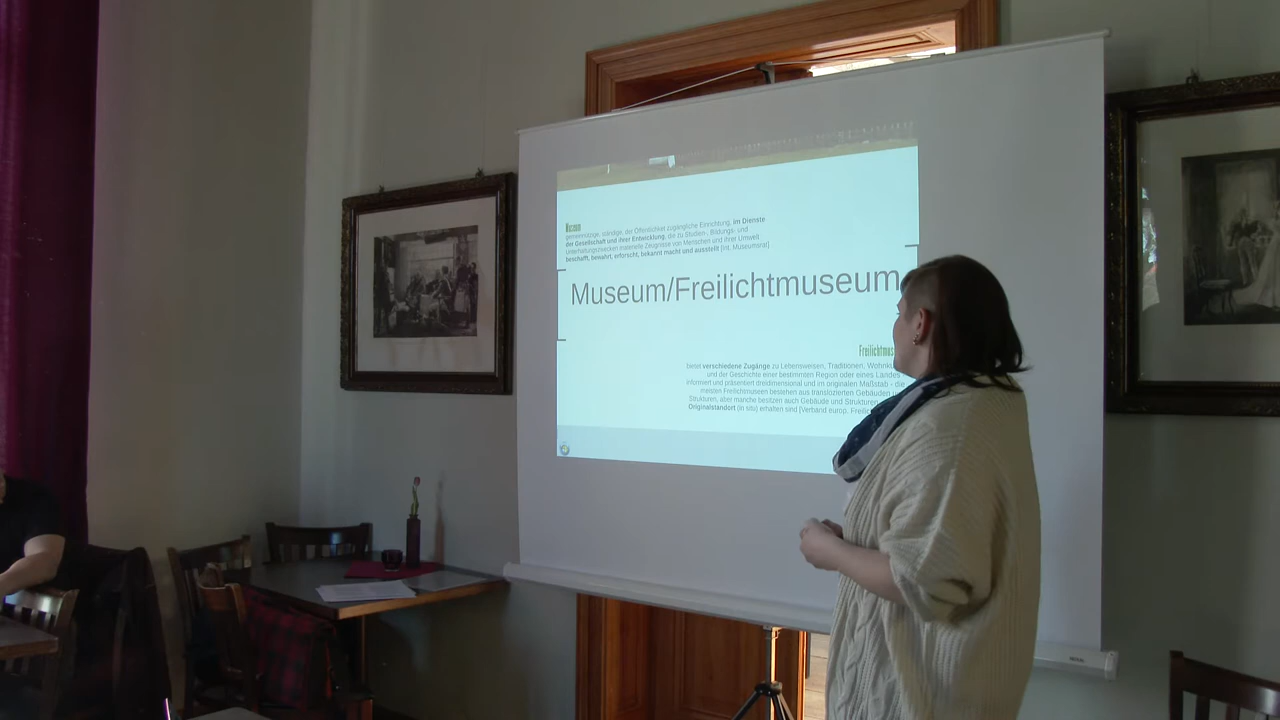 Museum
gemeinnützige, ständige, der Öffentlichkeit zugängliche Einrichtung, im Dienste
der Gesellschaft und ihrer Entwicklung, die zu Studien-, Bildungs- und
Unterhaltungszwecken materielle Zeugnisse von Menschen und ihrer Umwelt
beschafft, bewahrt, erforscht, bekannt macht und ausstellt [Int. Museumsrat]
Museum/Freilichtmuseum
Freilichtmus
bietet verschiedene Zugänge zu Lebensweisen, Traditionen, Wohnku
und der Geschichte einer bestimmten Region oder eines Landes
informiert und präsentiert dreidimensional und im originalen Maßstab - die
meisten Freilichtmuseen bestehen aus translozierten Gebäuden u
Strukturen, aber manche besitzen auch Gebäude und Strukturen
Originalstandort (in situ) erhalten sind [Verband europ. Freilic